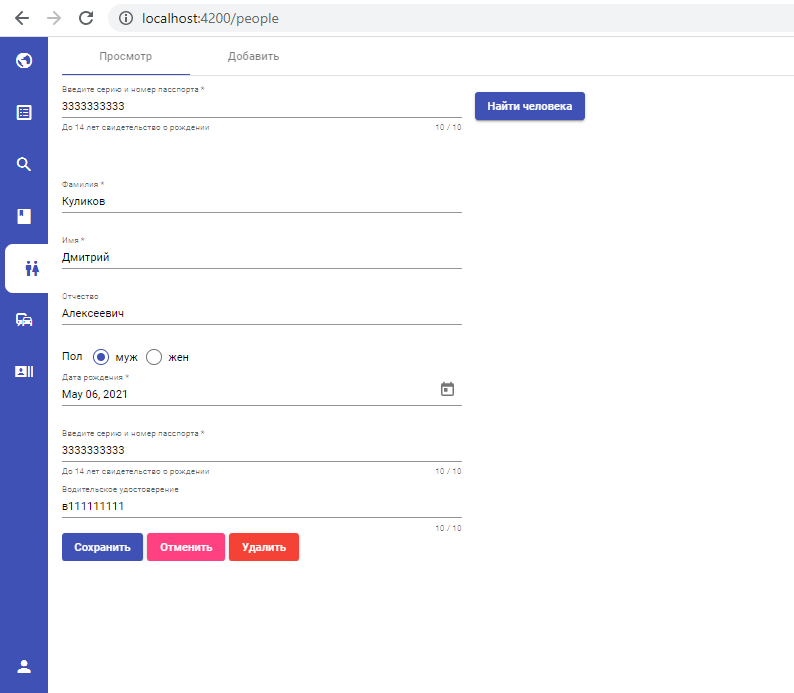 localhost:4200/people
Просмотр Добавить
Введите серию и номер паспорта *
3333333333
Найти человека
До 14 лет свидетельство о рождении 10 / 10
Фамилия *
Куликов
Имя *
Дмитрий
Отчество
Алексеевич
Пол муж жен
Дата рождения *
May 06, 2021
Введите серию и номер паспорта *
3333333333
До 14 лет свидетельство о рождении 10 / 10
Водительское удостоверение
в111111111
10 / 10
Сохранить Отменить Удалить